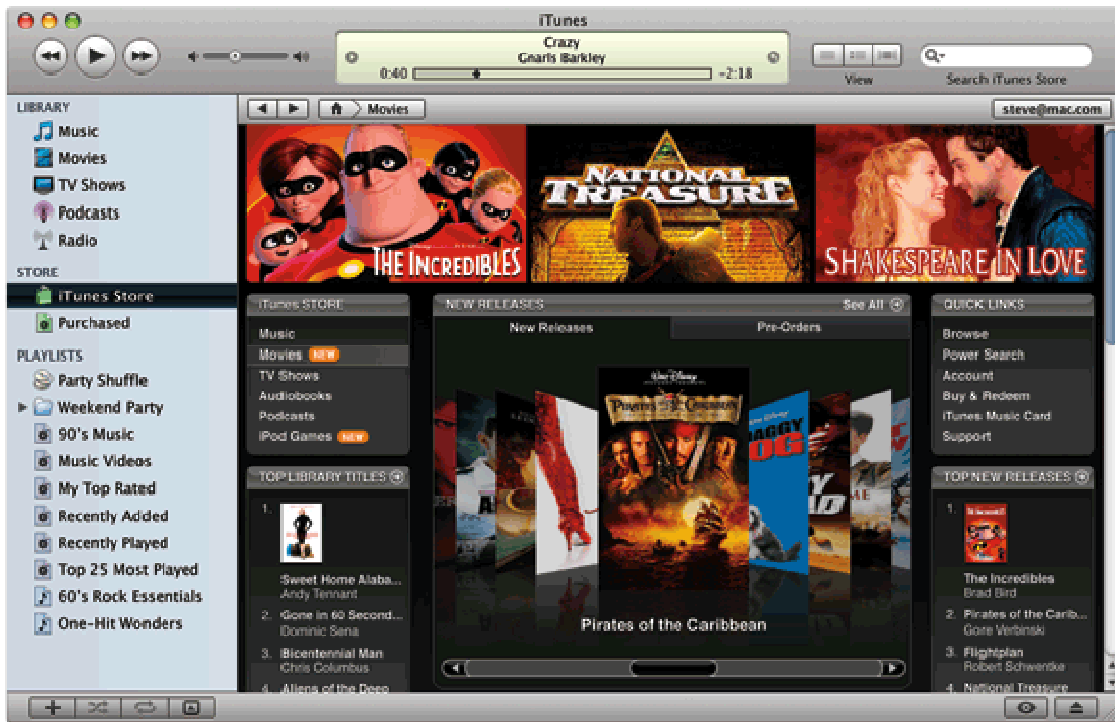 iTunes
Crazy
Gnarls Barkley
0:40
-2:18
View
Search iTunes Store
LIBRARY
Music
Movies
TV Shows
Podcasts
Radio
STORE
iTunes Store
Purchased
PLAYLISTS
Party Shuffle
Weekend Party
90's Music
Music Videos
My Top Rated
Recently Added
Recently Played
Top 25 Most Played
60's Rock Essentials
One-Hit Wonders
Movies
steve@mac.com
THE INCREDIBLES
NATIONAL
TREASURE
SHAKESPEARE IN LOVE
iTunes STORE
Music
Movies NEW
TV Shows
Audiobooks
Podcasts
iPod Games NEW
TOP LIBRARY TITLES
1.
Sweet Home Alaba...
Andy Tennant
2. Gone in 60 Second...
Dominic Sena
3. Bicentennial Man
Chris Columbus
4. Aliens of the Deep
NEW RELEASES
See All
New Releases
Pre-Orders
WALT DISNEY
PIRATES OF THE CARIBBEAN
DOG
Pirates of the Caribbean
QUICK LINKS
Browse
Power Search
Account
Buy & Redeem
iTunes Music Card
Support
TOP NEW RELEASES
1.
The Incredibles
Brad Bird
2. Pirates of the Carib...
Gore Verbinski
3. Flightplan
Robert Schwentke
4. National Treasure